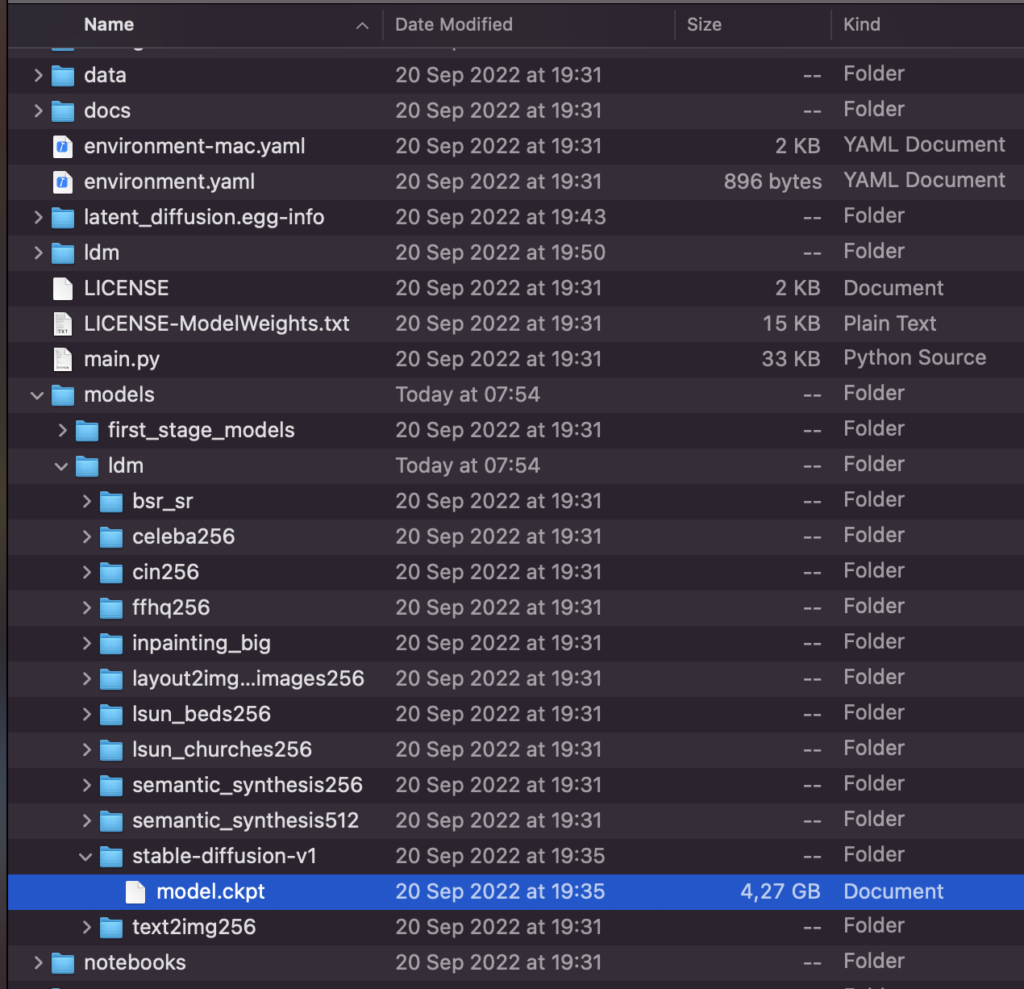 Name Date Modified Size Kind
data 20 Sep 2022 at 19:31 -- Folder
docs 20 Sep 2022 at 19:31 -- Folder
environment-mac.yaml 20 Sep 2022 at 19:31 2 KB YAML Document
environment.yaml 20 Sep 2022 at 19:31 896 bytes YAML Document
latent_diffusion.egg-info 20 Sep 2022 at 19:43 -- Folder
ldm 20 Sep 2022 at 19:50 -- Folder
LICENSE 20 Sep 2022 at 19:31 2 KB Document
LICENSE-ModelWeights.txt 20 Sep 2022 at 19:31 15 KB Plain Text
main.py 20 Sep 2022 at 19:31 33 KB Python Source
models Today at 07:54 -- Folder
first_stage_models 20 Sep 2022 at 19:31 -- Folder
ldm Today at 07:54 -- Folder
bsr_sr 20 Sep 2022 at 19:31 -- Folder
celeba256 20 Sep 2022 at 19:31 -- Folder
cin256 20 Sep 2022 at 19:31 -- Folder
ffhq256 20 Sep 2022 at 19:31 -- Folder
inpainting_big 20 Sep 2022 at 19:31 -- Folder
layout2img...images256 20 Sep 2022 at 19:31 -- Folder
lsun_beds256 20 Sep 2022 at 19:31 -- Folder
lsun_churches256 20 Sep 2022 at 19:31 -- Folder
semantic_synthesis256 20 Sep 2022 at 19:31 -- Folder
semantic_synthesis512 20 Sep 2022 at 19:31 -- Folder
stable-diffusion-v1 20 Sep 2022 at 19:35 -- Folder
model.ckpt 20 Sep 2022 at 19:35 4,27 GB Document
text2img256 20 Sep 2022 at 19:31 -- Folder
notebooks 20 Sep 2022 at 19:31 -- Folder